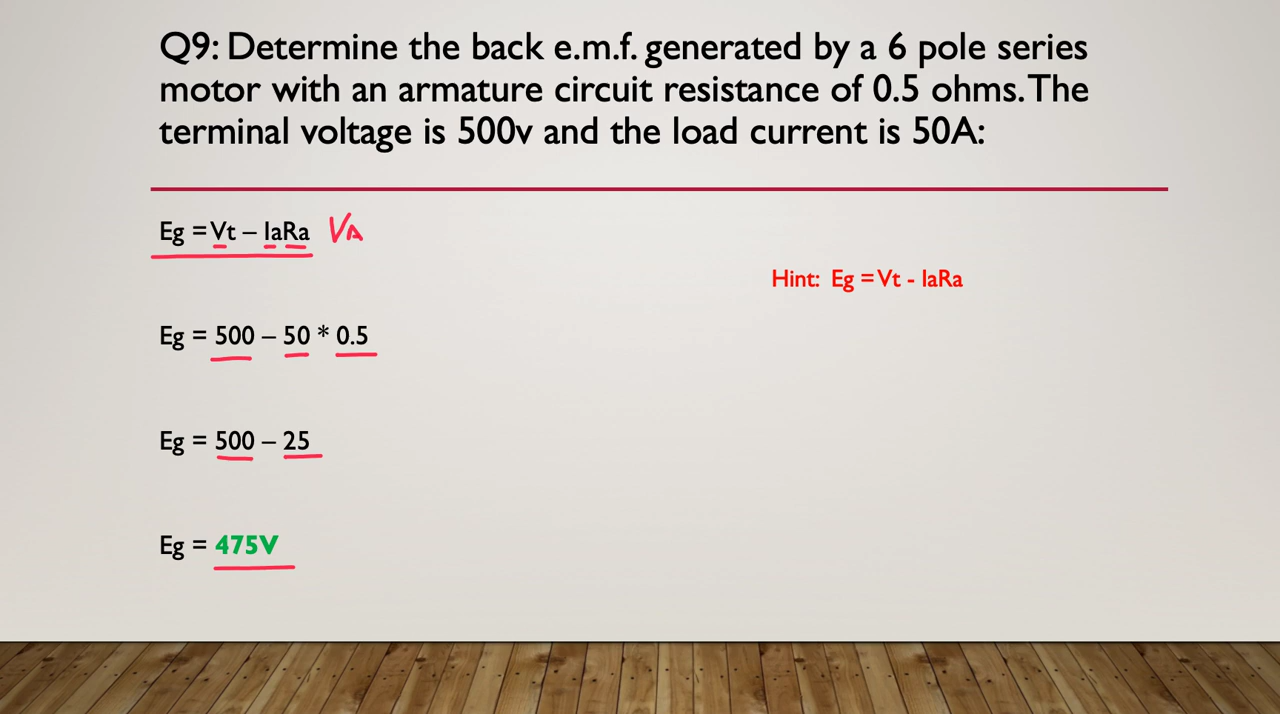 Q9: Determine the back e.m.f. generated by a 6 pole series
motor with an armature circuit resistance of 0.5 ohms. The
terminal voltage is 500v and the load current is 50A:
Eg = Vt – IaRa VA
Hint: Eg = Vt - IaRa
Eg = 500 – 50 * 0.5
Eg = 500 – 25
Eg = 475V